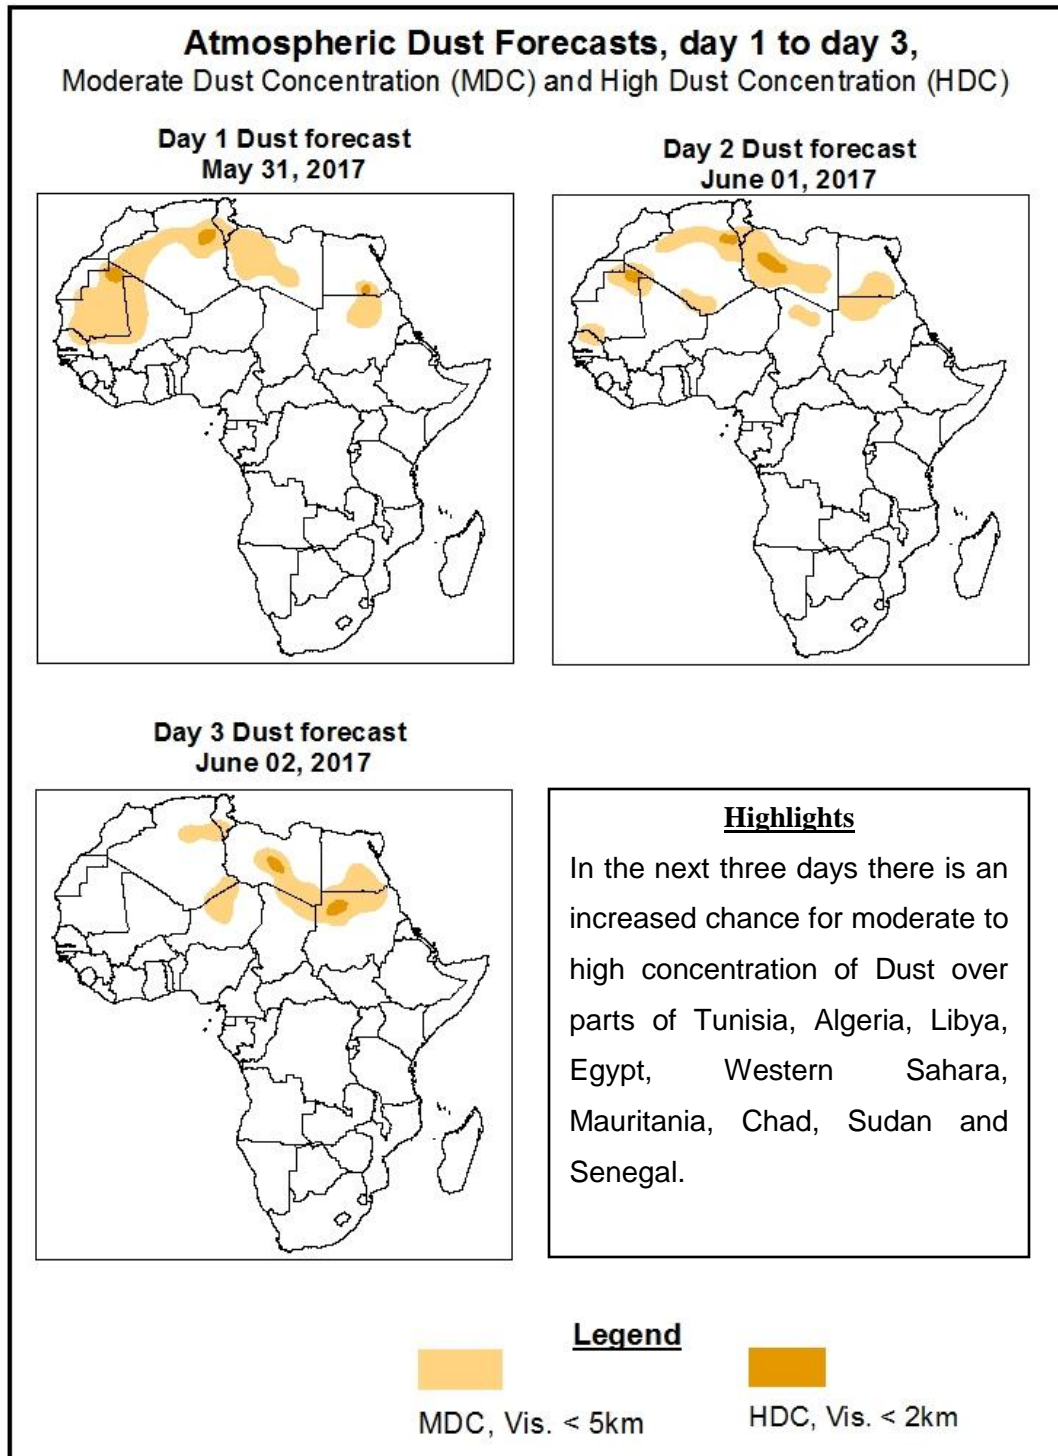 Atmospheric Dust Forecasts, day 1 to day 3,
Moderate Dust Concentration (MDC) and High Dust Concentration (HDC)
Day 1 Dust forecast
May 31, 2017
Day 2 Dust forecast
June 01, 2017
Day 3 Dust forecast
June 02, 2017
Highlights
In the next three days there is an
increased chance for moderate to
high concentration of Dust over
parts of Tunisia, Algeria, Libya,
Egypt, Western Sahara,
Mauritania, Chad, Sudan and
Senegal.
Legend
MDC, Vis. < 5km
HDC, Vis. < 2km